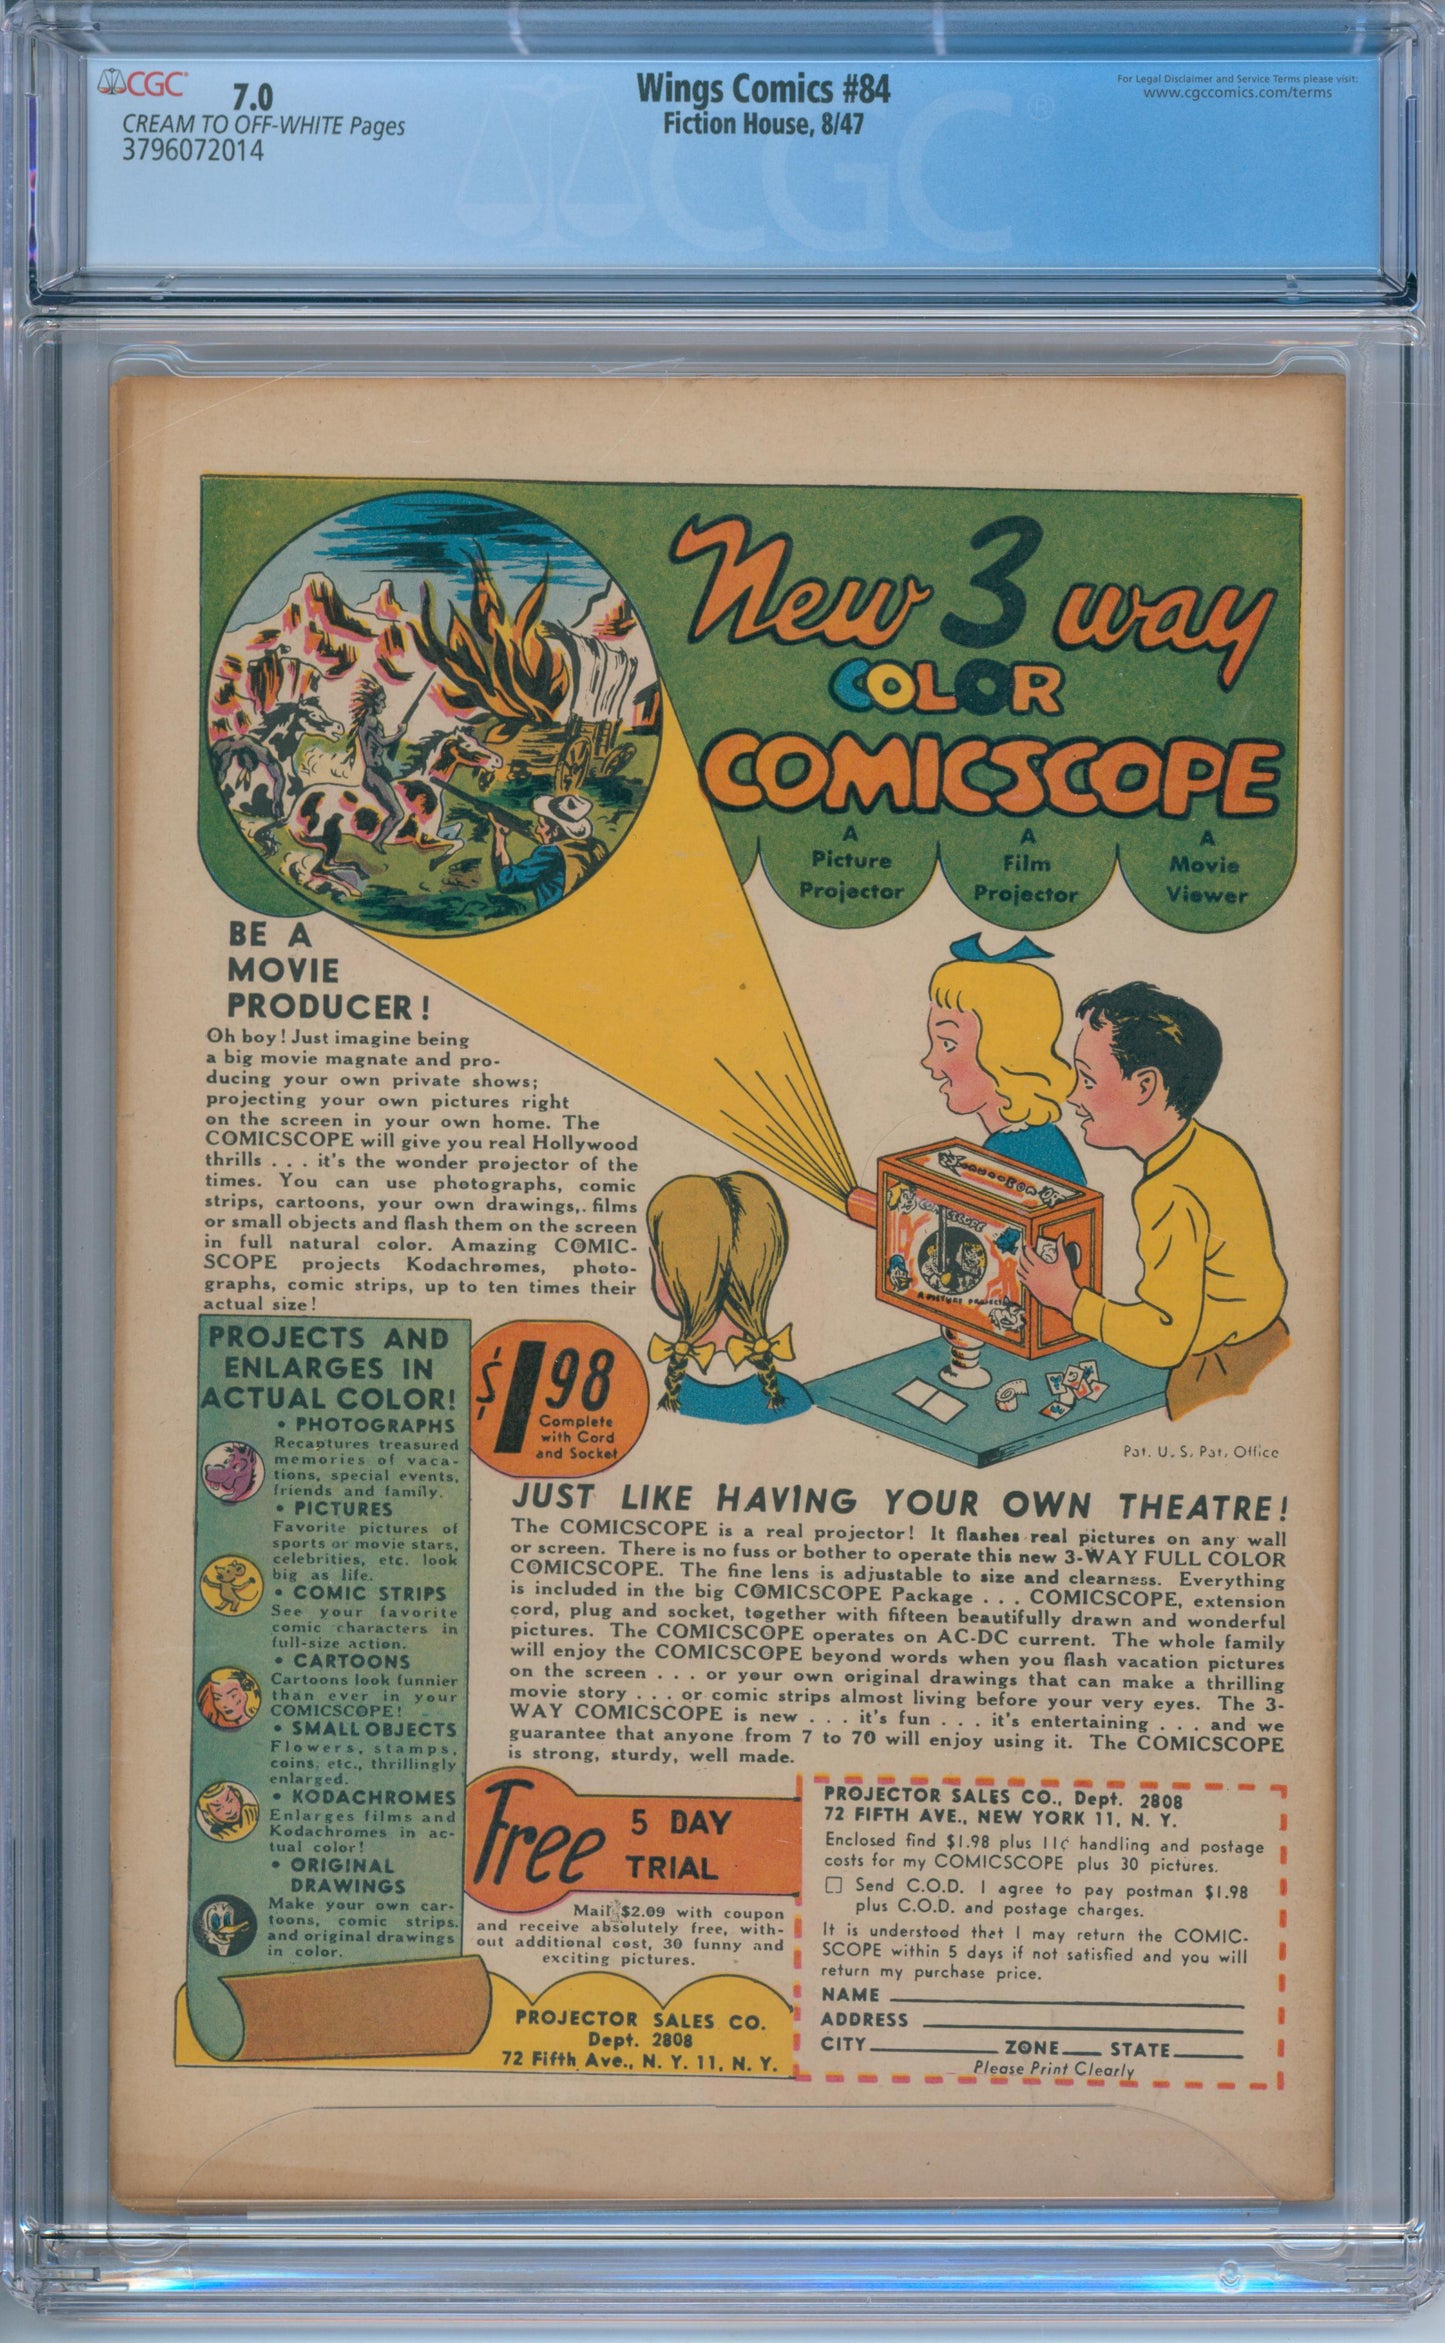 CGC
7.0
CREAM TO OFF-WHITE Pages
3796072014
Wings Comics #84
Fiction House, 8/47
For Legal Disclaimer and Service Terms please visit:
www.cgccomics.com/terms
CGC
New 3 way
COLOR
COMICSCOPE
A
Picture
Projector
A
Film
Projector
A
Movie
Viewer
BE A
MOVIE
PRODUCER!
Oh boy! Just imagine being
a big movie magnate and pro-
ducing your own private shows;
projecting your own pictures right
on the screen in your own home. The
COMICSCOPE will give you real Hollywood
thrills . . . it's the wonder projector of the
times. You can use photographs, comic
strips, cartoons, your own drawings,. films
or small objects and flash them on the screen
in full natural color. Amazing COMIC-
SCOPE projects Kodachromes, photo-
graphs, comic strips, up to ten times their
actual size!
COMICSCOPE
A PICTURE PROJECTOR
PROJECTS AND
ENLARGES IN
ACTUAL COLOR!
• PHOTOGRAPHS
Recaptures treasured
memories of vaca-
tions, special events,
friends and family.
• PICTURES
Favorite pictures of
sports or movie stars,
celebrities, etc. look
big as life.
• COMIC STRIPS
See your favorite
comic characters in
full-size action.
• CARTOONS
Cartoons look funnier
than ever in your
COMICSCOPE!
• SMALL OBJECTS
Flowers, stamps,
coins, etc., thrillingly
enlarged.
• KODACHROMES
Enlarges films and
Kodachromes in ac-
tual color!
• ORIGINAL
DRAWINGS
Make your own car-
toons, comic strips.
and original drawings
in color.
$1.98
Complete
with Cord
and Socket
Pat. U. S. Pat. Office
JUST LIKE HAVING YOUR OWN THEATRE!
The COMICSCOPE is a real projector! It flashes real pictures on any wall
or screen. There is no fuss or bother to operate this new 3-WAY FULL COLOR
COMICSCOPE. The fine lens is adjustable to size and clearness. Everything
is included in the big COMICSCOPE Package . . . COMICSCOPE, extension
cord, plug and socket, together with fifteen beautifully drawn and wonderful
pictures. The COMICSCOPE operates on AC-DC current. The whole family
will enjoy the COMICSCOPE beyond words when you flash vacation pictures
on the screen . . . or your own original drawings that can make a thrilling
movie story . . . or comic strips almost living before your very eyes. The 3-
WAY COMICSCOPE is new . . . it's fun . . . it's entertaining . . . and we
guarantee that anyone from 7 to 70 will enjoy using it. The COMICSCOPE
is strong, sturdy, well made.
Free
5 DAY
TRIAL
Mail $2.09 with coupon
and receive absolutely free, with-
out additional cost, 30 funny and
exciting pictures.
PROJECTOR SALES CO.
Dept. 2808
72 Fifth Ave., N. Y. 11, N. Y.
PROJECTOR SALES CO., Dept. 2808
72 FIFTH AVE., NEW YORK 11, N. Y.
Enclosed find $1.98 plus 11¢ handling and postage
costs for my COMICSCOPE plus 30 pictures.
□ Send C.O.D. I agree to pay postman $1.98
plus C.O.D. and postage charges.
It is understood that I may return the COMIC-
SCOPE within 5 days if not satisfied and you will
return my purchase price.
NAME
ADDRESS
CITY ZONE STATE
Please Print Clearly